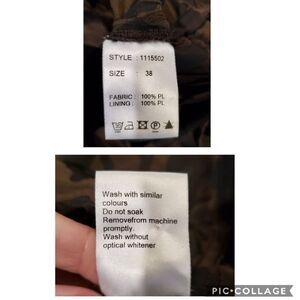 STYLE : 1115502
SIZE : 38
FABRIC : 100% PL
LINING : 100% PL
Wash with similar
colours
Do not soak
Removefrom machine
promptly.
Wash without
optical whitener
PIC•COLLAGE